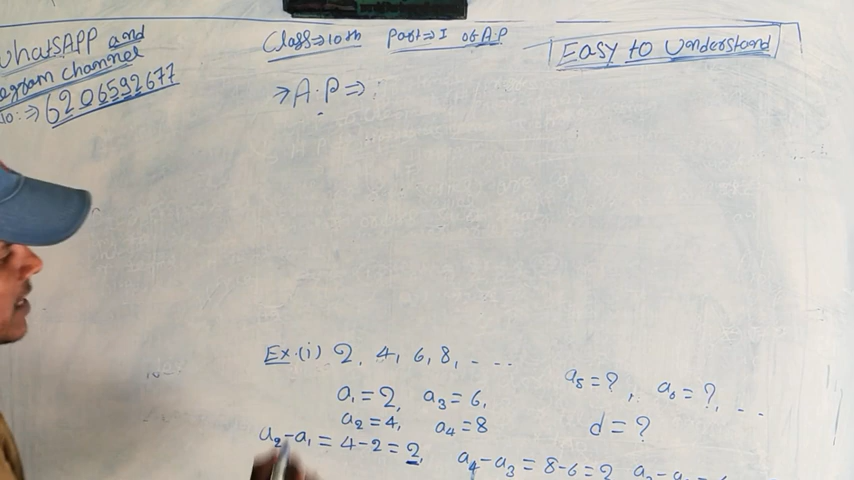 WhatsAPP and
egram channel
No:⇒ 6206592677
Class⇒10th Part⇒I of A.P
EASY to Understand
→A.P⇒
Ex.(i) 2, 4, 6, 8, - - - -
a₁=2, a₃=6,
a₂=4, a₄=8
a₅=?, a₆=?, - -
d=?
a₂-a₁=4-2=2, a₄-a₃=8-6=2